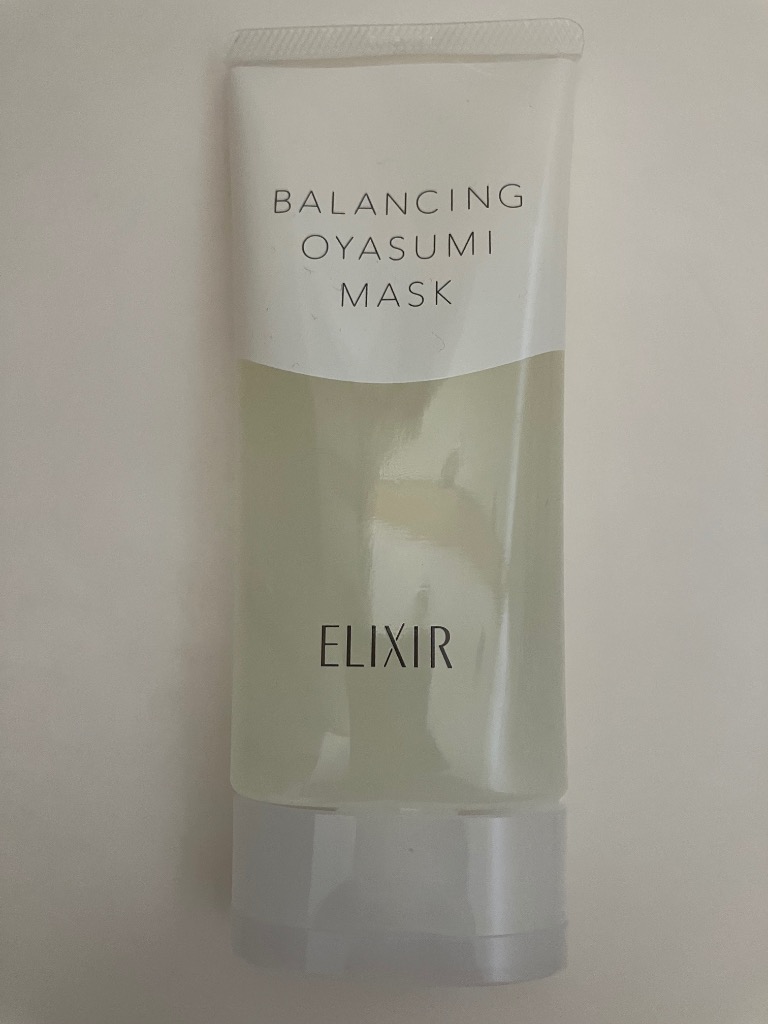 BALANCING
OYASUMI
MASK
ELIXIR